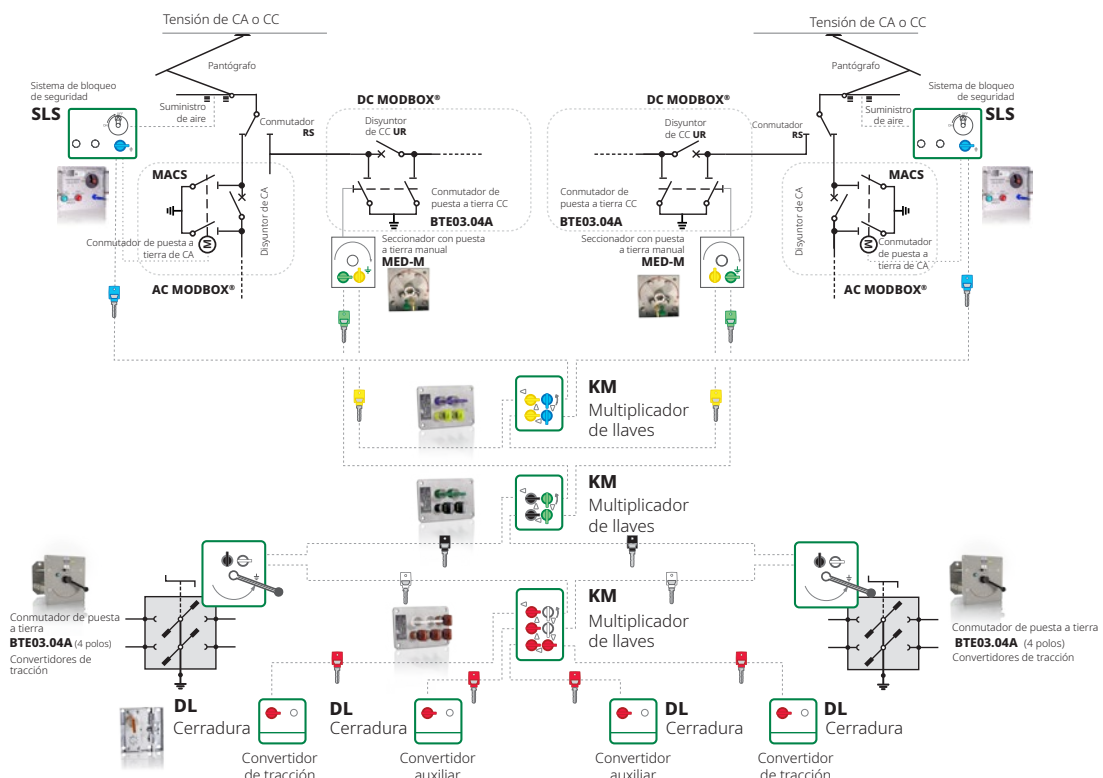 Tensión de CA o CC
Tensión de CA o CC
Pantógrafo
Pantógrafo
Sistema de bloqueo
de seguridad
SLS
Suministro
de aire
Conmutador
RS
DC MODBOX®
Disyuntor
de CC UR
DC MODBOX®
Disyuntor
de CC UR
Conmutador
RS
Suministro
de aire
Sistema de bloqueo
de seguridad
SLS
MACS
M
Conmutador de puesta a
tierra de CA
Disyuntor de CA
AC MODBOX®
Conmutador de
puesta a tierra CC
BTE03.04A
Seccionador con puesta
a tierra manual
MED-M
Conmutador de
puesta a tierra CC
BTE03.04A
Seccionador con puesta
a tierra manual
MED-M
Disyuntor de CA
MACS
M
Conmutador
de puesta a
tierra de CA
AC MODBOX®
KM
Multiplicador
de llaves
KM
Multiplicador
de llaves
KM
Multiplicador
de llaves
Conmutador de puesta
a tierra
BTE03.04A (4 polos)
Convertidores de
tracción
Conmutador de puesta a tierra
BTE03.04A (4 polos)
Convertidores de tracción
DL
Cerradura
DL
Cerradura
DL
Cerradura
DL
Cerradura
Convertidor
de tracción
Convertidor
auxiliar
Convertidor
auxiliar
Convertidor
de tracción